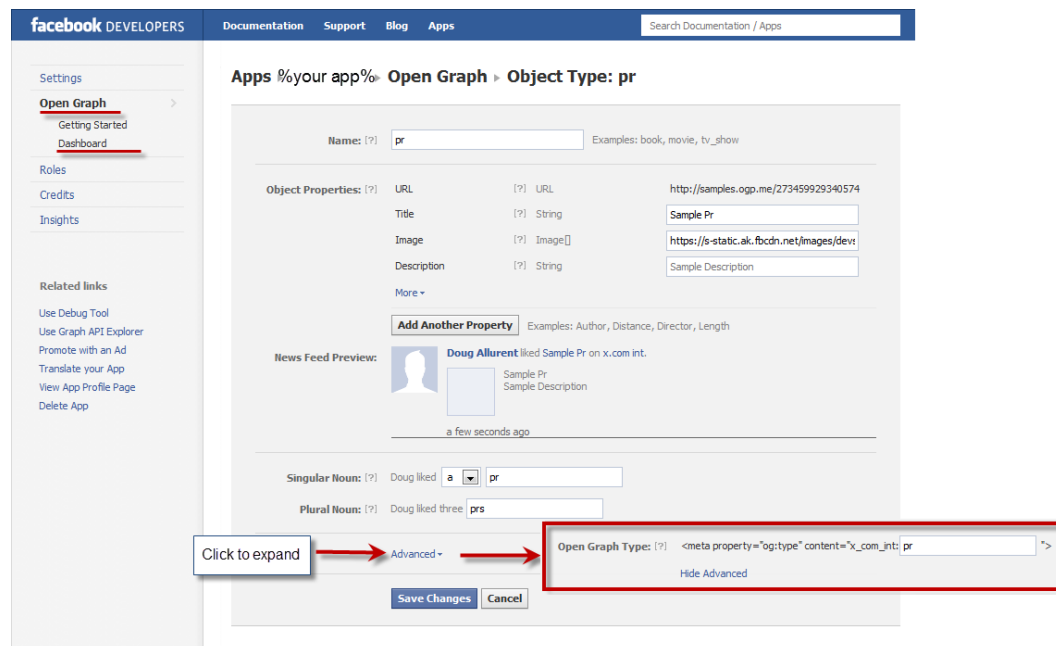 facebook DEVELOPERS Documentation Support Blog Apps Search Documentation / Apps
Settings
Open Graph
Getting Started
Dashboard
Roles
Credits
Insights
Related links
Use Debug Tool
Use Graph API Explorer
Promote with an Ad
Translate your App
View App Profile Page
Delete App
Apps %your app% Open Graph Object Type: pr
Name: [?] pr Examples: book, movie, tv_show
Object Properties: [?] URL [?] URL http://samples.ogp.me/273459929340574
Title [?] String Sample Pr
Image [?] Image[] https://s-static.ak.fbcdn.net/images/devs
Description [?] String Sample Description
More
Add Another Property Examples: Author, Distance, Director, Length
News Feed Preview: Doug Allurent liked Sample Pr on x.com int.
Sample Pr
Sample Description
a few seconds ago
Singular Noun: [?] Doug liked a pr
Plural Noun: [?] Doug liked three prs
Click to expand Advanced Open Graph Type: [?] <meta property="og:type" content="x_com_int: pr ">
Hide Advanced
Save Changes Cancel